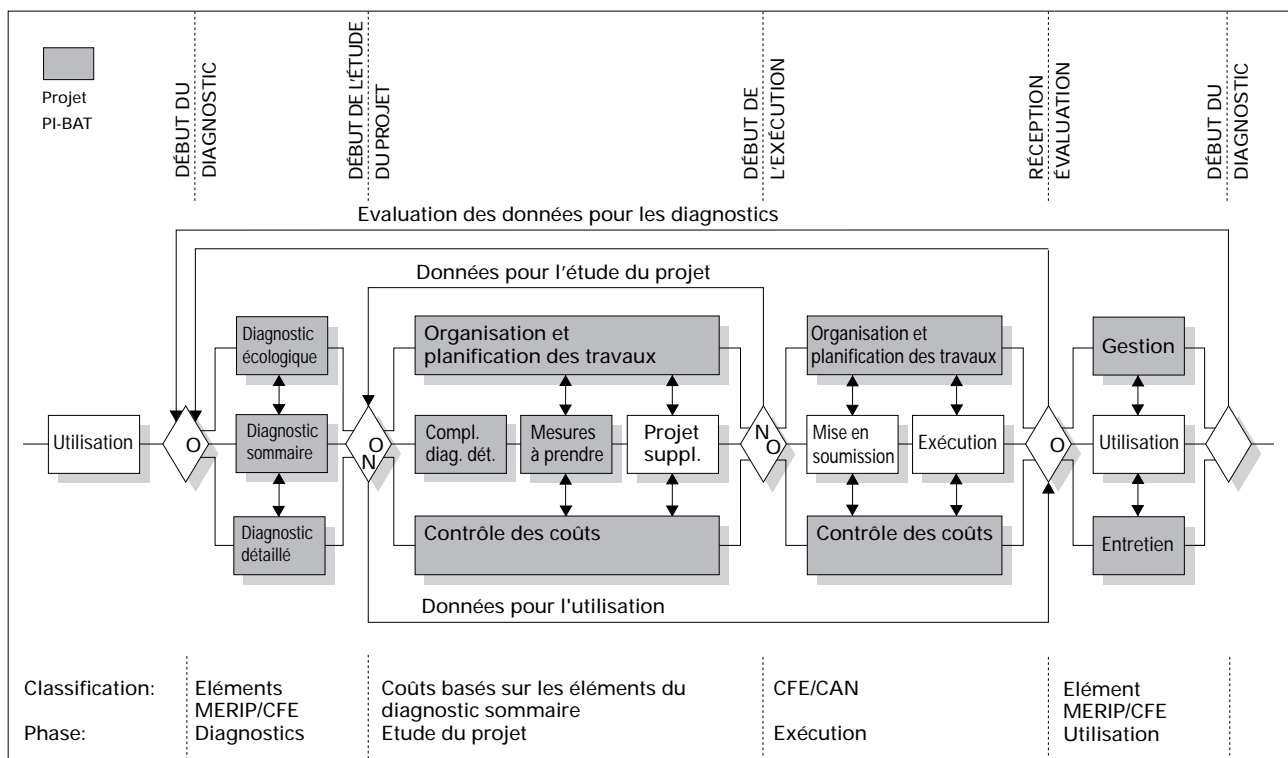 Projet
PI-BAT
DÉBUT DU
DIAGNOSTIC
DÉBUT DE L'ÉTUDE
DU PROJET
DÉBUT DE
L'EXÉCUTION
RÉCEPTION
ÉVALUATION
DÉBUT DU
DIAGNOSTIC
Evaluation des données pour les diagnostics
Données pour l'étude du projet
Utilisation
O
Diagnostic
écologique
Diagnostic
sommaire
Diagnostic
détaillé
O
N
Organisation et
planification des travaux
Compl.
diag. dét.
Mesures
à prendre
Projet
suppl.
Contrôle des coûts
N
O
Organisation et
planification des travaux
Mise en
soumission
Exécution
Contrôle des coûts
O
Gestion
Utilisation
Entretien
Données pour l'utilisation
Classification:
Eléments
MERIP/CFE
Coûts basés sur les éléments du
diagnostic sommaire
CFE/CAN
Elément
MERIP/CFE
Phase:
Diagnostics
Etude du projet
Exécution
Utilisation